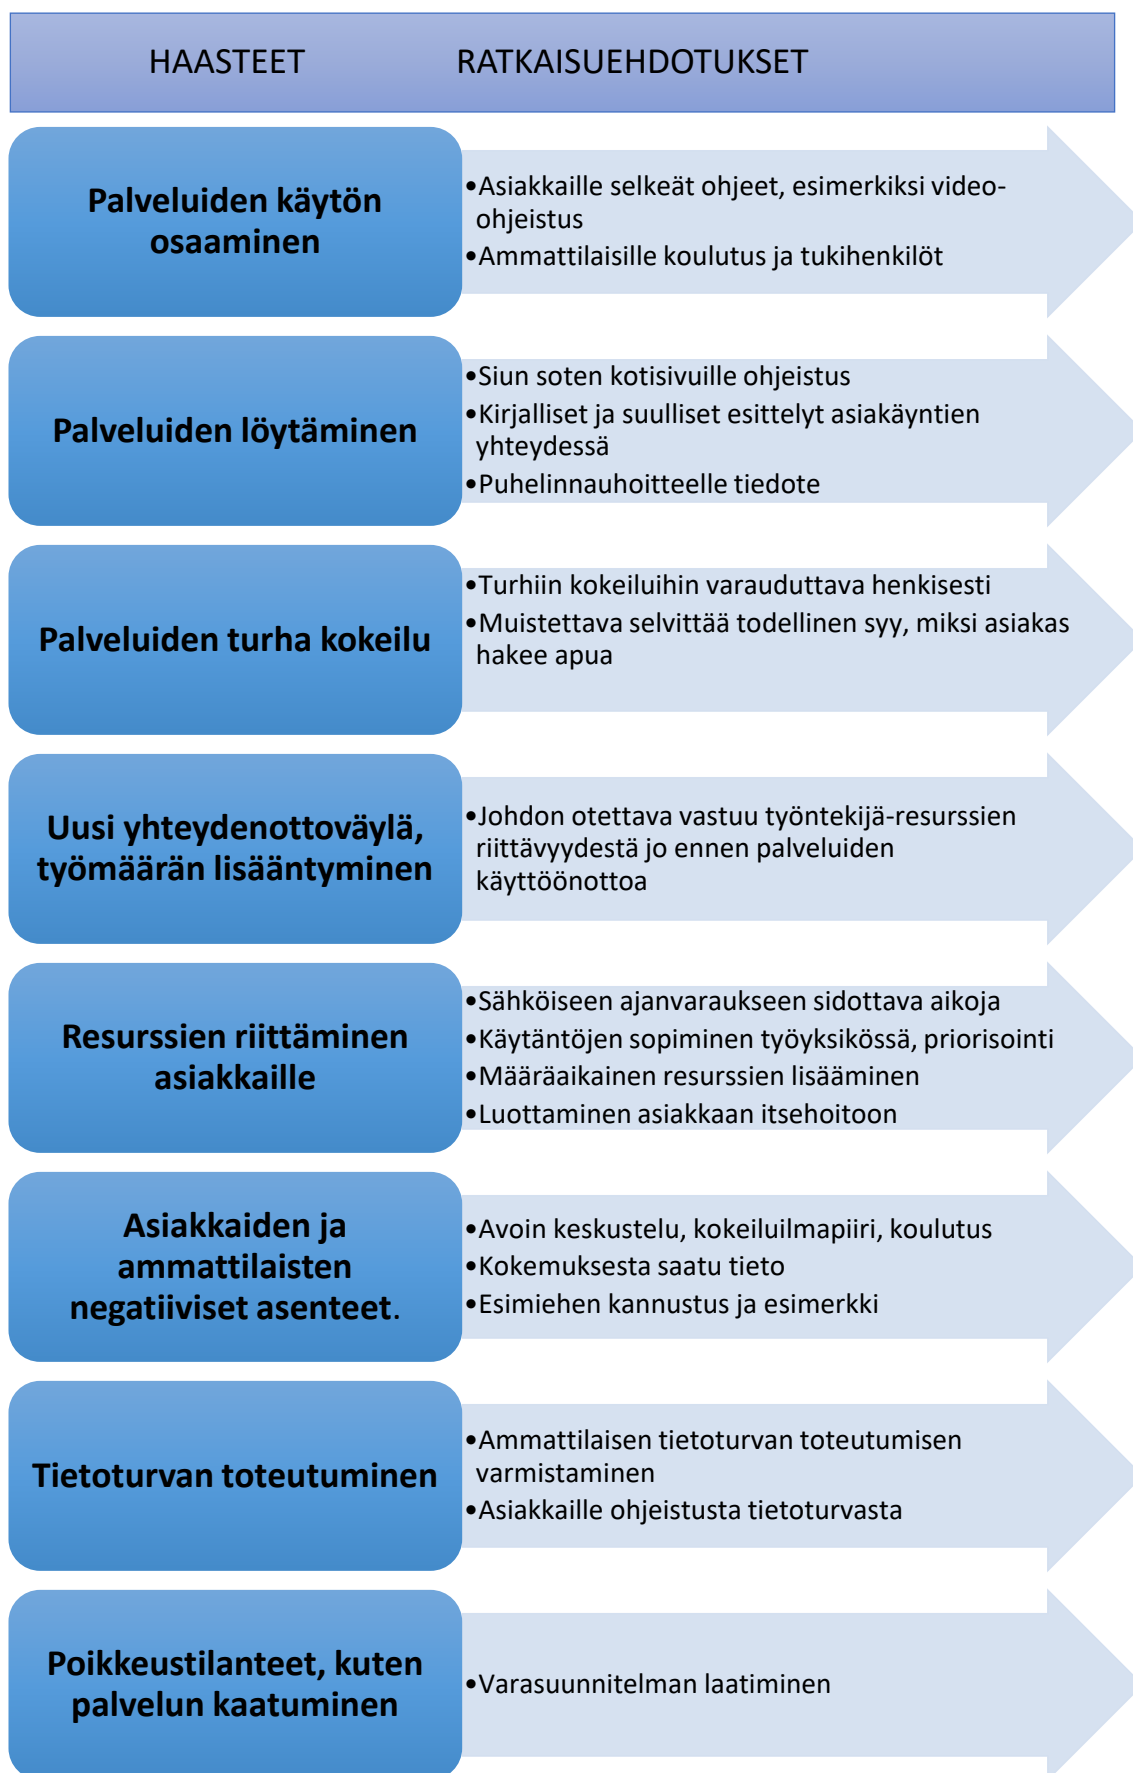 HAASTEET RATKAISUEHDOTUKSET
Palveluiden käytön
osaaminen
•Asiakkaille selkeät ohjeet, esimerkiksi video-
ohjeistus
•Ammattilaisille koulutus ja tukihenkilöt
Palveluiden löytäminen
•Siun soten kotisivuille ohjeistus
•Kirjalliset ja suulliset esittelyt asiakäyntien
yhteydessä
•Puhelinnauhoitteelle tiedote
Palveluiden turha kokeilu
•Turhiin kokeiluihin varauduttava henkisesti
•Muistettava selvittää todellinen syy, miksi asiakas
hakee apua
Uusi yhteydenottoväylä,
työmäärän lisääntyminen
•Johdon otettava vastuu työntekijä-resurssien
riittävyydestä jo ennen palveluiden
käyttöönottoa
Resurssien riittäminen
asiakkaille
•Sähköiseen ajanvaraukseen sidottava aikoja
•Käytäntöjen sopiminen työyksikössä, priorisointi
•Määräaikainen resurssien lisääminen
•Luottaminen asiakkaan itsehoitoon
Asiakkaiden ja
ammattilaisten
negatiiviset asenteet.
•Avoin keskustelu, kokeiluilmapiiri, koulutus
•Kokemuksesta saatu tieto
•Esimiehen kannustus ja esimerkki
Tietoturvan toteutuminen
•Ammattilaisen tietoturvan toteutumisen
varmistaminen
•Asiakkaille ohjeistusta tietoturvasta
Poikkeustilanteet, kuten
palvelun kaatuminen
•Varasuunnitelman laatiminen